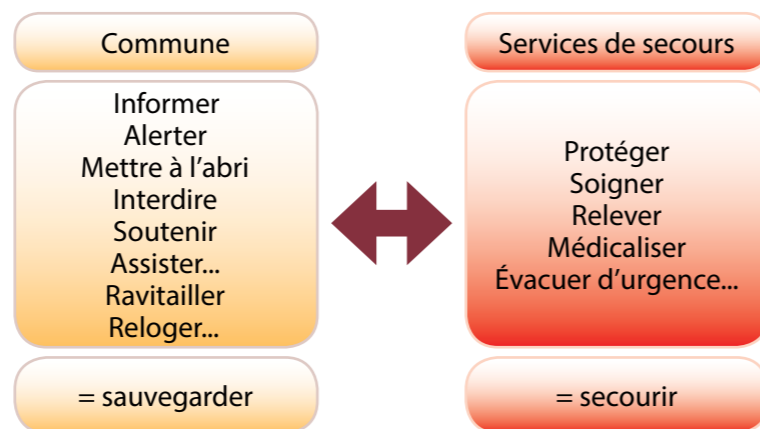 Commune
Informer
Alerter
Mettre à l’abri
Interdire
Soutenir
Assister...
Ravitailler
Reloger...
= sauvegarder
Services de secours
Protéger
Soigner
Relever
Médicaliser
Évacuer d’urgence...
= secourir